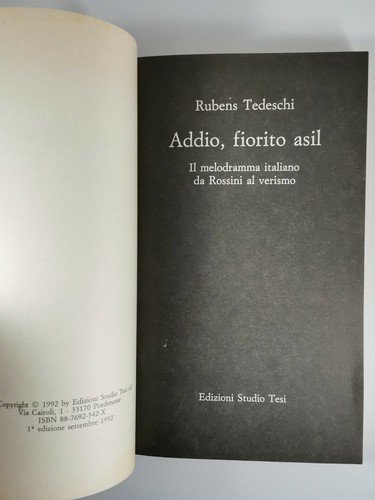 Copyright © 1992 by Edizioni Studio Tesi srl
Via Cairoli, 1 - 33170 Pordenone
ISBN 88-7692-342-X
1ª edizione settembre 1992
Rubens Tedeschi
Addio, fiorito asil
Il melodramma italiano
da Rossini al verismo
Edizioni Studio Tesi